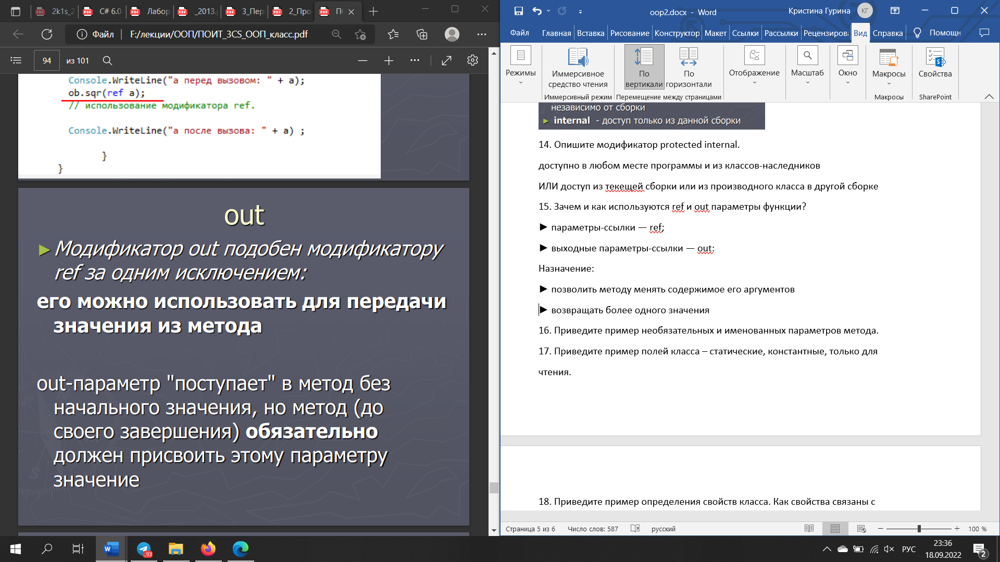 2k1s_2
C# 6.0.
Лабор
_2013.p
3_Пер
2_Про
ПО
Файл
F:/лекции/ООП/ПОИТ_3CS_ООП_класс.pdf
94
из 101
Console.WriteLine("а перед вызовом: " + a);
ob.sqr(ref a);
// использование модификатора ref.
Console.WriteLine("а после вызова: " + a) ;
}
}
out
► Модификатор out подобен модификатору
ref за одним исключением:
его можно использовать для передачи
значения из метода
out-параметр "поступает" в метод без
начального значения, но метод (до
своего завершения) обязательно
должен присвоить этому параметру
значение
oop2.docx - Word
Кристина Гурина
КГ
Файл
Главная
Вставка
Рисование
Конструктор
Макет
Ссылки
Рассылки
Рецензирова
Вид
Справка
Помощн
Режимы
Иммерсивное
средство чтения
По
вертикали
По
горизонтали
Отображение
Масштаб
Окно
Макросы
Свойства
Иммерсивный режим
Перемещение между страницами
Макросы
SharePoint
независимо от сборки
► internal - доступ только из данной сборки
14. Опишите модификатор protected internal.
доступно в любом месте программы и из классов-наследников
ИЛИ доступ из текещей сборки или из производного класса в другой сборке
15. Зачем и как используются ref и out параметры функции?
► параметры-ссылки — ref;
► выходные параметры-ссылки — out:
Назначение:
► позволить методу менять содержимое его аргументов
► возвращать более одного значения
16. Приведите пример необязательных и именованных параметров метода.
17. Приведите пример полей класса – статические, константные, только для
чтения.
18. Приведите пример определения свойств класса. Как свойства связаны с
Страница 5 из 6
Число слов: 587
русский
100 %
..93
РУС
23:36
18.09.2022
2